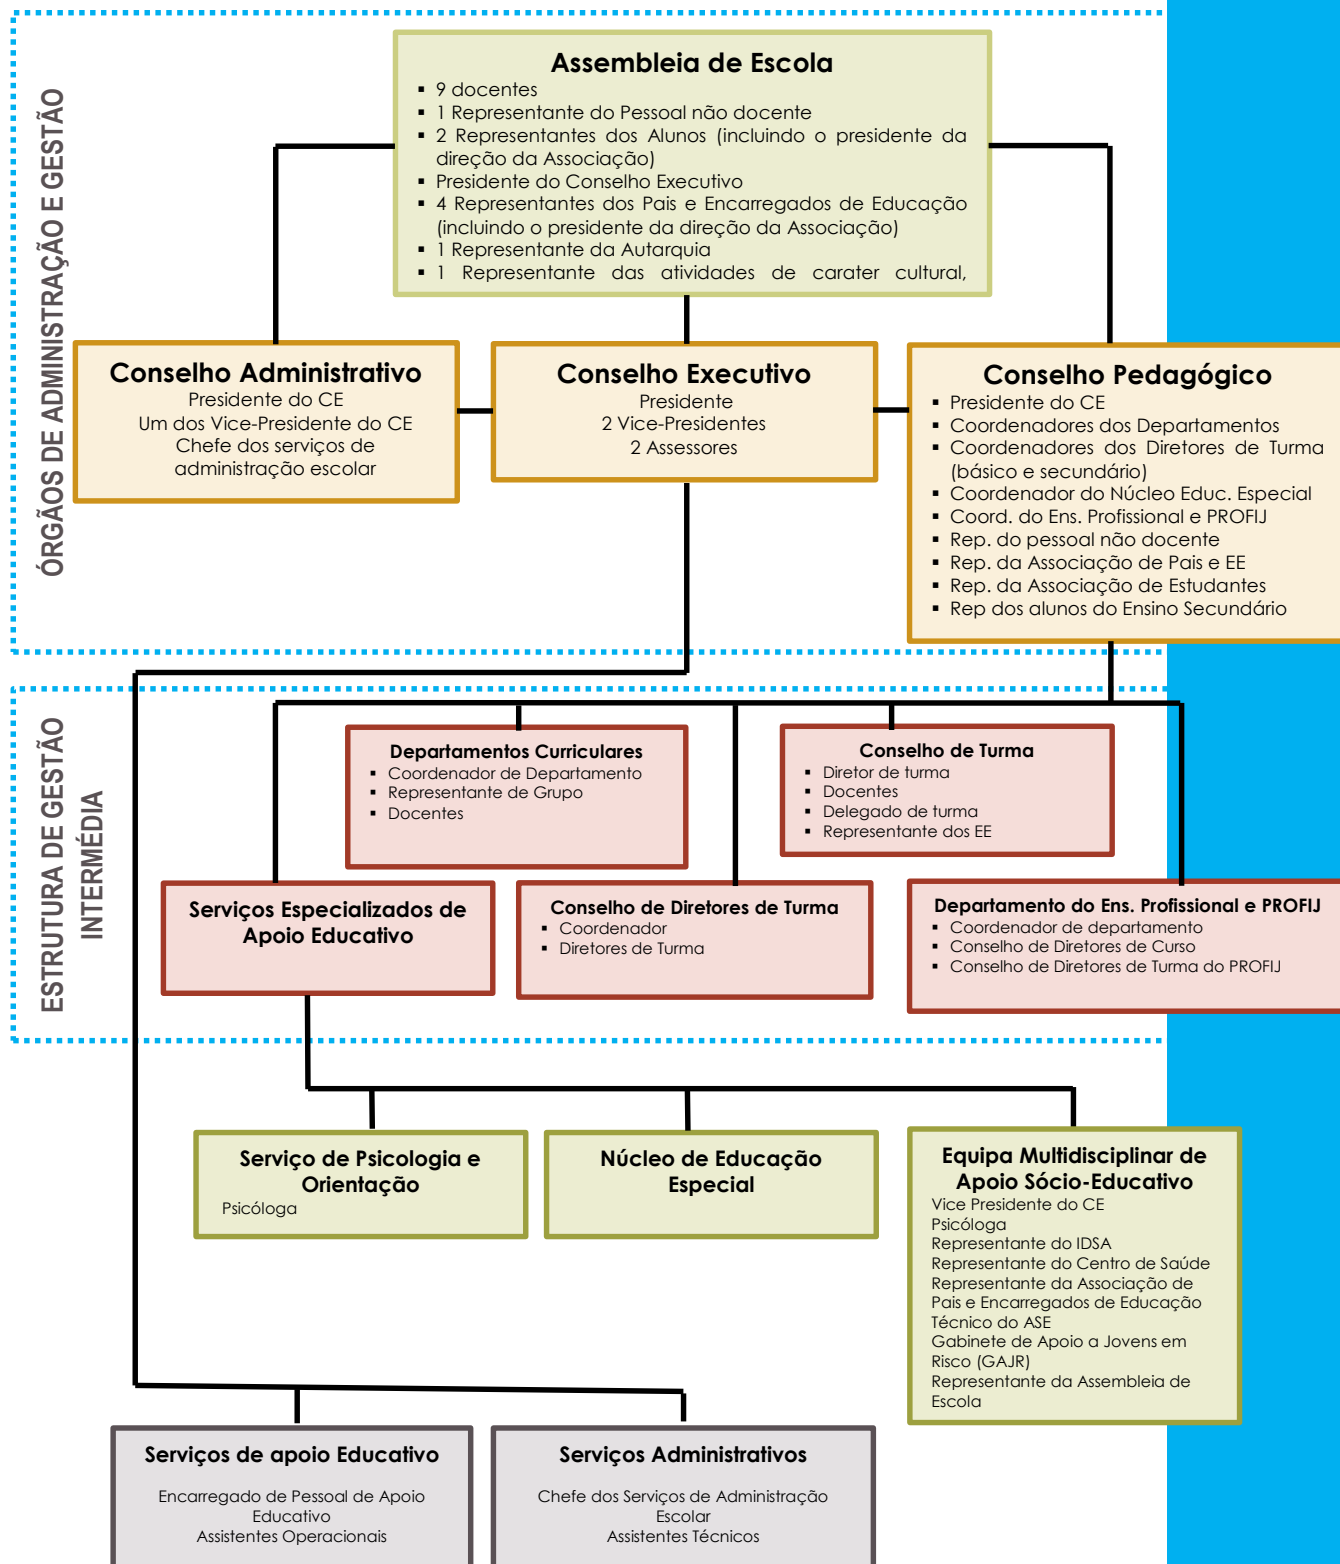 ÓRGÃOS DE ADMINISTRAÇÃO E GESTÃO
Assembleia de Escola
▪ 9 docentes
▪ 1 Representante do Pessoal não docente
▪ 2 Representantes dos Alunos (incluindo o presidente da
direção da Associação)
▪ Presidente do Conselho Executivo
▪ 4 Representantes dos Pais e Encarregados de Educação
(incluindo o presidente da direção da Associação)
▪ 1 Representante da Autarquia
▪ 1 Representante das atividades de carater cultural,
Conselho Administrativo
Presidente do CE
Um dos Vice-Presidente do CE
Chefe dos serviços de
administração escolar
Conselho Executivo
Presidente
2 Vice-Presidentes
2 Assessores
Conselho Pedagógico
▪ Presidente do CE
▪ Coordenadores dos Departamentos
▪ Coordenadores dos Diretores de Turma
(básico e secundário)
▪ Coordenador do Núcleo Educ. Especial
▪ Coord. do Ens. Profissional e PROFIJ
▪ Rep. do pessoal não docente
▪ Rep. da Associação de Pais e EE
▪ Rep. da Associação de Estudantes
▪ Rep dos alunos do Ensino Secundário
ESTRUTURA DE GESTÃO
INTERMÉDIA
Departamentos Curriculares
▪ Coordenador de Departamento
▪ Representante de Grupo
▪ Docentes
Conselho de Turma
▪ Diretor de turma
▪ Docentes
▪ Delegado de turma
▪ Representante dos EE
Serviços Especializados de
Apoio Educativo
Conselho de Diretores de Turma
▪ Coordenador
▪ Diretores de Turma
Departamento do Ens. Profissional e PROFIJ
▪ Coordenador de departamento
▪ Conselho de Diretores de Curso
▪ Conselho de Diretores de Turma do PROFIJ
Serviço de Psicologia e
Orientação
Psicóloga
Núcleo de Educação
Especial
Equipa Multidisciplinar de
Apoio Sócio-Educativo
Vice Presidente do CE
Psicóloga
Representante do IDSA
Representante do Centro de Saúde
Representante da Associação de
Pais e Encarregados de Educação
Técnico do ASE
Gabinete de Apoio a Jovens em
Risco (GAJR)
Representante da Assembleia de
Escola
Serviços de apoio Educativo
Encarregado de Pessoal de Apoio
Educativo
Assistentes Operacionais
Serviços Administrativos
Chefe dos Serviços de Administração
Escolar
Assistentes Técnicos